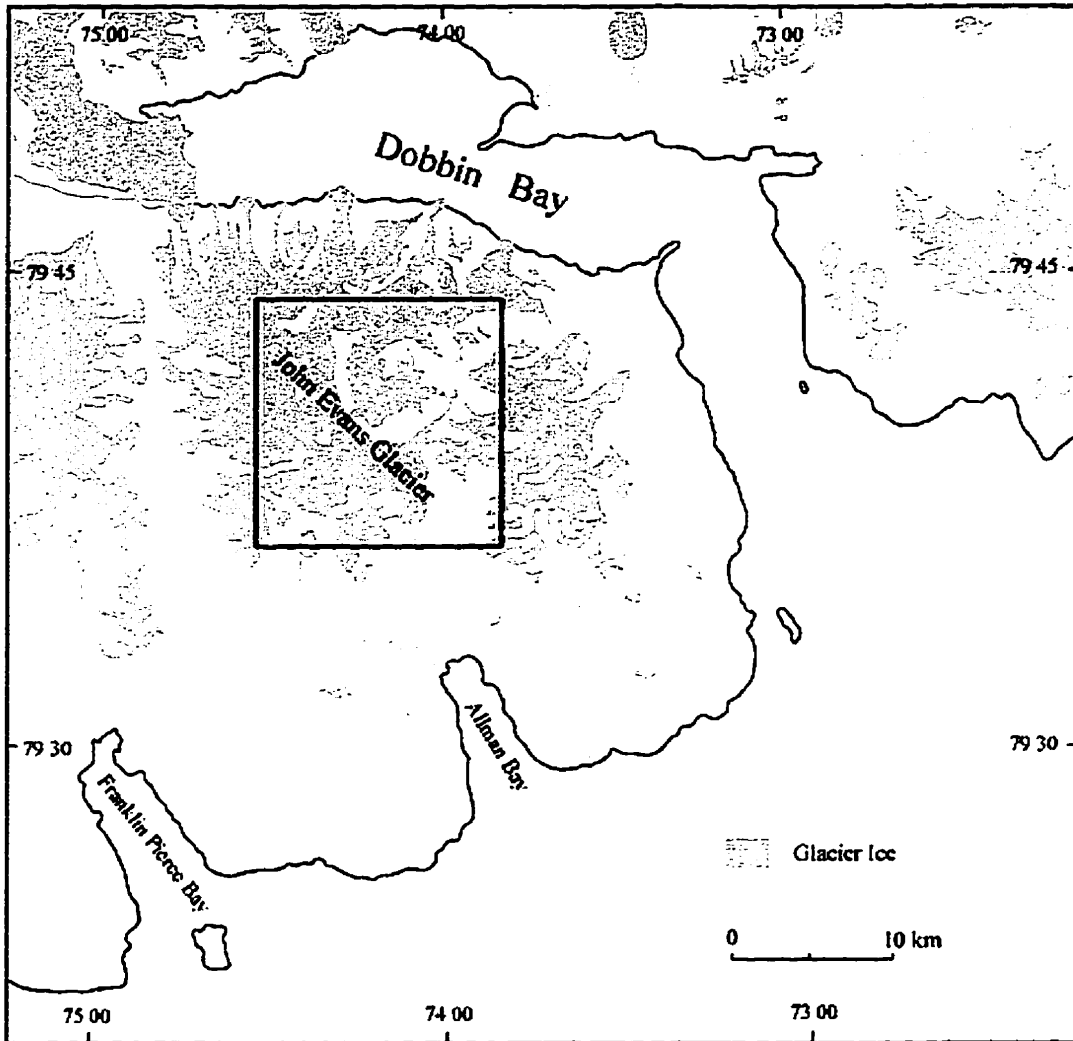 75 00
74 00
73 00
Dobbin Bay
79 45
79 45
John Evans Glacier
Allman Bay
79 30
79 30
Franklin Pierce Bay
Glacier Ice
0
10 km
75 00
74 00
73 00